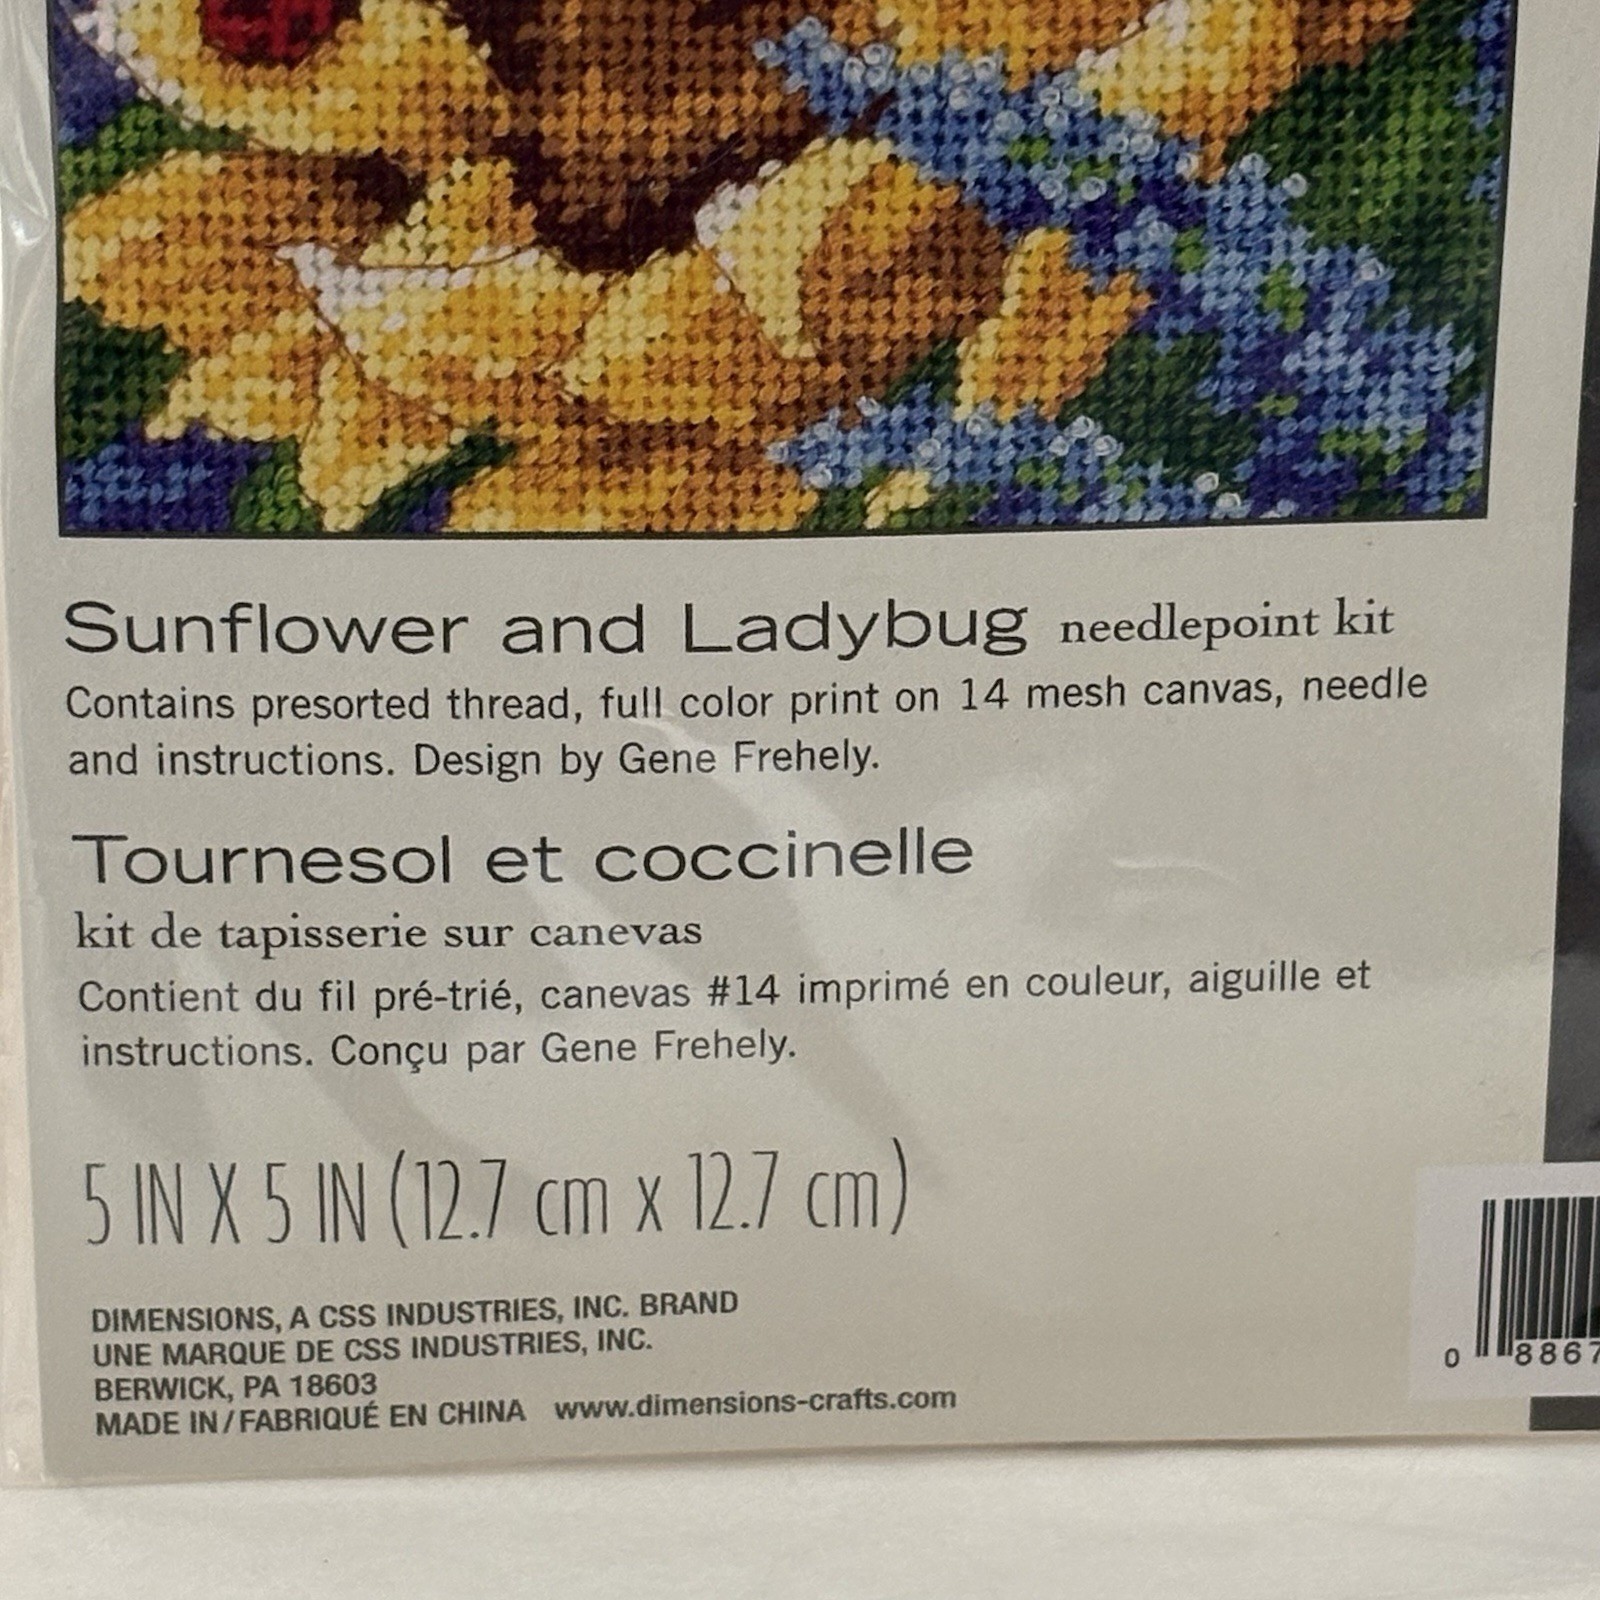 Sunflower and Ladybug needlepoint kit
Contains presorted thread, full color print on 14 mesh canvas, needle
and instructions. Design by Gene Frehely.
Tournesol et coccinelle
kit de tapisserie sur canevas
Contient du fil pré-trié, canevas #14 imprimé en couleur, aiguille et
instructions. Conçu par Gene Frehely.
5 IN X 5 IN (12.7 cm x 12.7 cm)
DIMENSIONS, A CSS INDUSTRIES, INC. BRAND
UNE MARQUE DE CSS INDUSTRIES, INC.
BERWICK, PA 18603
MADE IN/FABRIQUÉ EN CHINA www.dimensions-crafts.com
0 8867